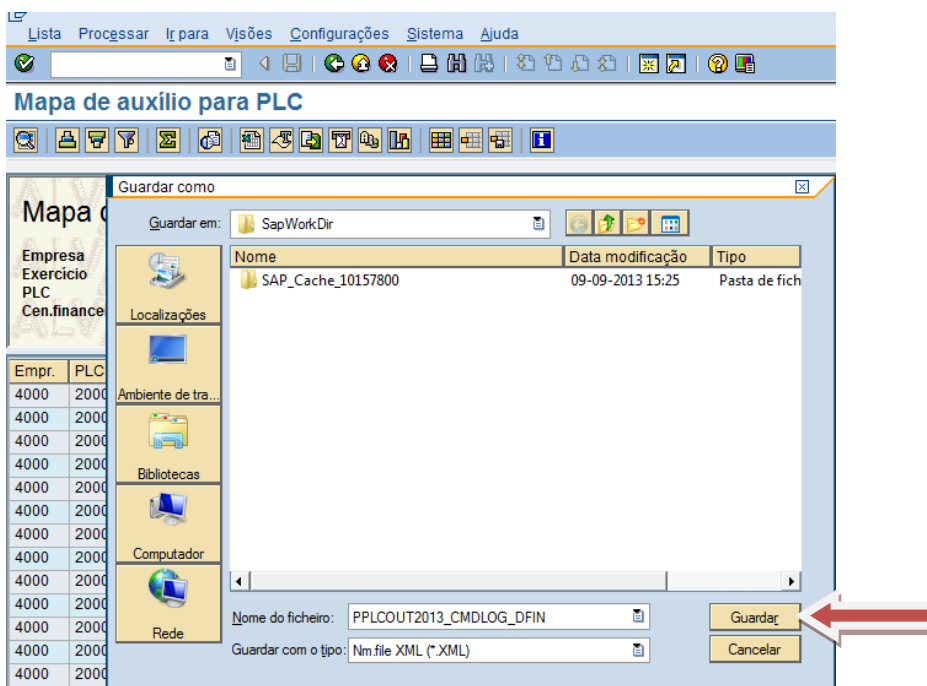 Lista Processar Ir para Visões Configurações Sistema Ajuda
Mapa de auxílio para PLC
Guardar como
Mapa
Empresa
Exercício
PLC
Guardar em: SapWorkDir
Nome Data modificação Tipo
SAP_Cache_10157800 09-09-2013 15:25 Pasta de fich
Localizações
Ambiente de tra...
Bibliotecas
Computador
Rede
Empr. PLC
4000 2000
4000 2000
4000 2000
4000 2000
4000 2000
4000 2000
4000 2000
4000 2000
4000 2000
4000 2000
4000 2000
4000 2000
4000 2000
Nome do ficheiro: PPLCOUT2013_CMDLOG_DFIN Guardar
Guardar com o tipo: Nm.file XML (*.XML) Cancelar